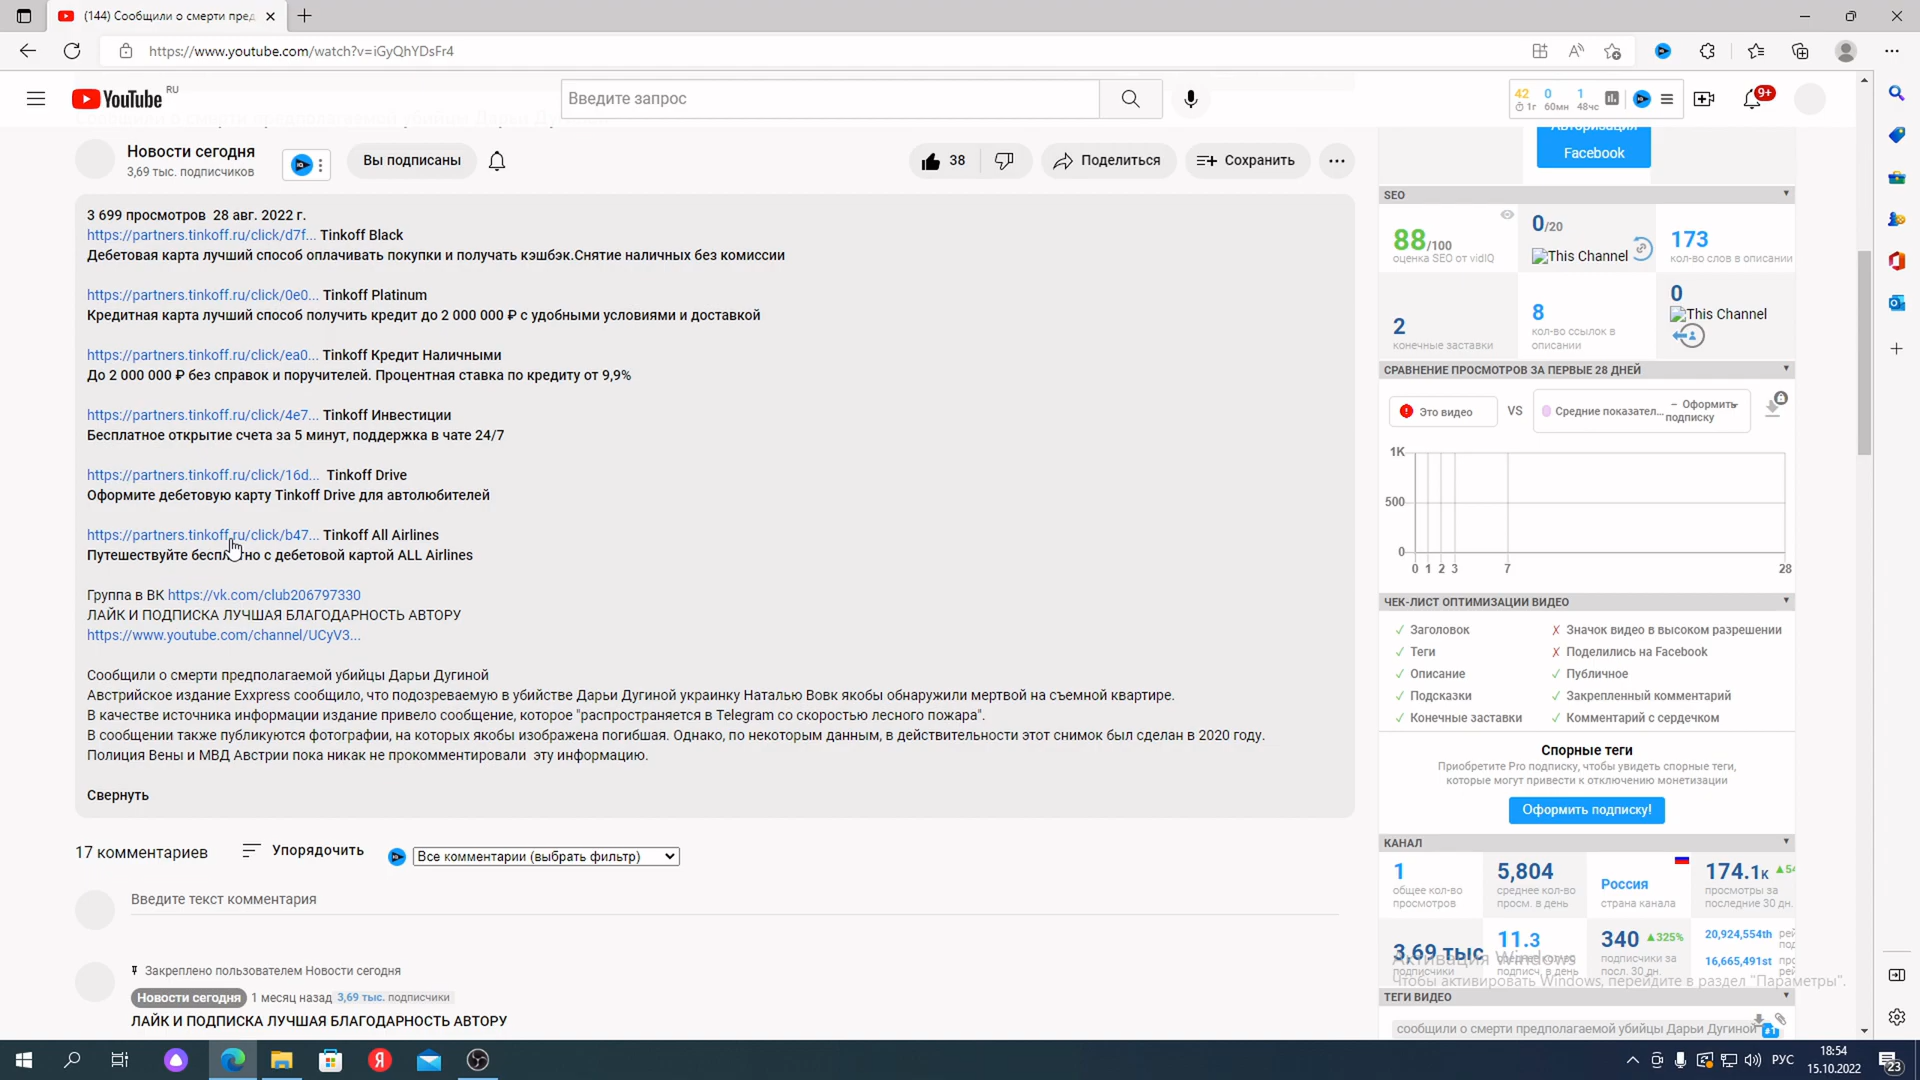 (144) Сообщили о смерти пред
https://www.youtube.com/watch?v=iGyQhYDsFr4
YouTube RU
Введите запрос
42 0 1
1г 60мн 48чс
9+
Новости сегодня
3,69 тыс. подписчиков
Вы подписаны
38
Поделиться
Сохранить
3 699 просмотров 28 авг. 2022 г.
https://partners.tinkoff.ru/click/d7f... Tinkoff Black
Дебетовая карта лучший способ оплачивать покупки и получать кэшбэк.Снятие наличных без комиссии
https://partners.tinkoff.ru/click/0e0... Tinkoff Platinum
Кредитная карта лучший способ получить кредит до 2 000 000 ₽ с удобными условиями и доставкой
https://partners.tinkoff.ru/click/ea0... Tinkoff Кредит Наличными
До 2 000 000 ₽ без справок и поручителей. Процентная ставка по кредиту от 9,9%
https://partners.tinkoff.ru/click/4e7... Tinkoff Инвестиции
Бесплатное открытие счета за 5 минут, поддержка в чате 24/7
https://partners.tinkoff.ru/click/16d... Tinkoff Drive
Оформите дебетовую карту Tinkoff Drive для автолюбителей
https://partners.tinkoff.ru/click/b47... Tinkoff All Airlines
Путешествуйте бесплатно с дебетовой картой ALL Airlines
Группа в ВК https://vk.com/club206797330
ЛАЙК И ПОДПИСКА ЛУЧШАЯ БЛАГОДАРНОСТЬ АВТОРУ
https://www.youtube.com/channel/UCyV3...
Сообщили о смерти предполагаемой убийцы Дарьи Дугиной
Австрийское издание Exxpress сообщило, что подозреваемую в убийстве Дарьи Дугиной украинку Наталью Вовк якобы обнаружили мертвой на съемной квартире.
В качестве источника информации издание привело сообщение, которое "распространяется в Telegram со скоростью лесного пожара".
В сообщении также публикуются фотографии, на которых якобы изображена погибшая. Однако, по некоторым данным, в действительности этот снимок был сделан в 2020 году.
Полиция Вены и МВД Австрии пока никак не прокомментировали эту информацию.
Свернуть
17 комментариев
Упорядочить
Все комментарии (выбрать фильтр)
Введите текст комментария
Закреплено пользователем Новости сегодня
Новости сегодня 1 месяц назад 3,69 тыс. подписчики
ЛАЙК И ПОДПИСКА ЛУЧШАЯ БЛАГОДАРНОСТЬ АВТОРУ
Авторизация
Facebook
SEO
88/100
оценка SEO от vidIQ
0/20
This Channel
173
кол-во слов в описании
2
конечные заставки
8
кол-во ссылок в
описании
0
This Channel
СРАВНЕНИЕ ПРОСМОТРОВ ЗА ПЕРВЫЕ 28 ДНЕЙ
Это видео
VS
Средние показател...
– Оформить
подписку
1K
500
0
0 1 2 3 7 28
ЧЕК-ЛИСТ ОПТИМИЗАЦИИ ВИДЕО
✓ Заголовок
✗ Значок видео в высоком разрешении
✓ Теги
✗ Поделились на Facebook
✓ Описание
✓ Публичное
✓ Подсказки
✓ Закрепленный комментарий
✓ Конечные заставки
✓ Комментарий с сердечком
Спорные теги
Приобретите Pro подписку, чтобы увидеть спорные теги,
которые могут привести к отключению монетизации
Оформить подписку!
КАНАЛ
1
общее кол-во
просмотров
5,804
среднее кол-во
просм. в день
Россия
страна канала
174.1к
просмотры за
последние 30 дн.
3,69 тыс
подписчики
11.3
подписч. в день
340 ▲325%
подписчики за
посл. 30 дн.
20,924,554th
16,665,491st
Активация Windows
Чтобы активировать Windows, перейдите в раздел "Параметры".
ТЕГИ ВИДЕО
сообщили о смерти предполагаемой убийцы Дарьи Дугиной
#1
РУС
18:54
15.10.2022
23